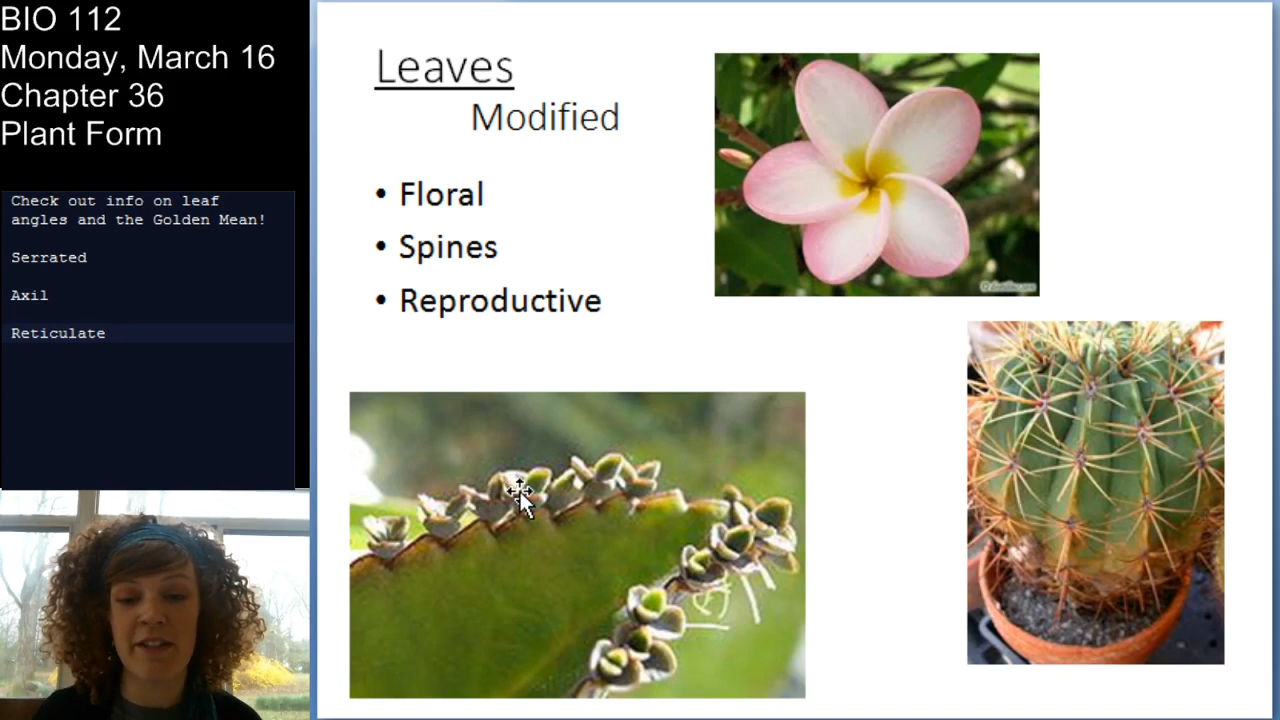 BIO 112
Monday, March 16
Chapter 36
Plant Form
Check out info on leaf
angles and the Golden Mean!
Serrated
Axil
Reticulate
Leaves
Modified
• Floral
• Spines
• Reproductive